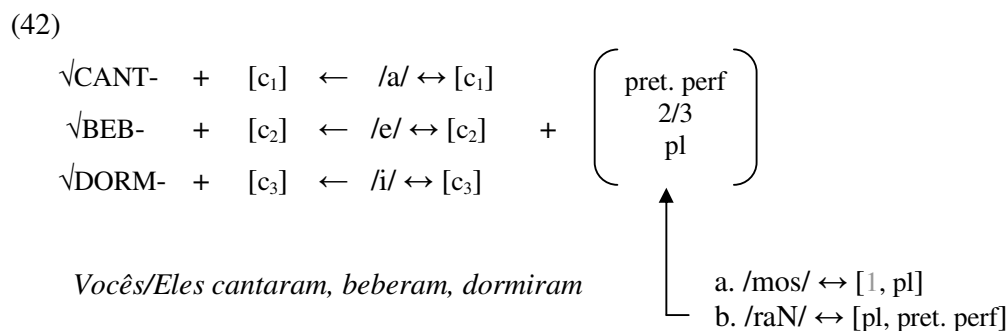 (42)
√CANT- + [c₁] ← /a/ ↔ [c₁] pret. perf
√BEB- + [c₂] ← /e/ ↔ [c₂] + 2/3
√DORM- + [c₃] ← /i/ ↔ [c₃] pl
Vocês/Eles cantaram, beberam, dormiram a. /mos/ ↔ [1, pl]
b. /raN/ ↔ [pl, pret. perf]